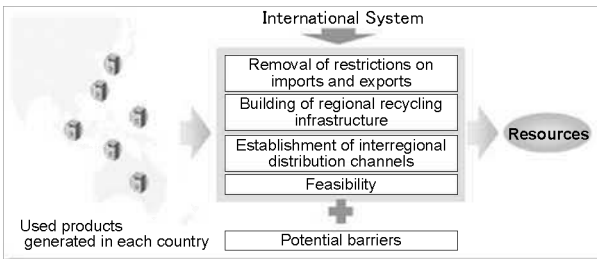 International System
Removal of restrictions on
imports and exports
Building of regional recycling
infrastructure
Establishment of interregional
distribution channels
Feasibility
Resources
Used products
generated in each country
Potential barriers